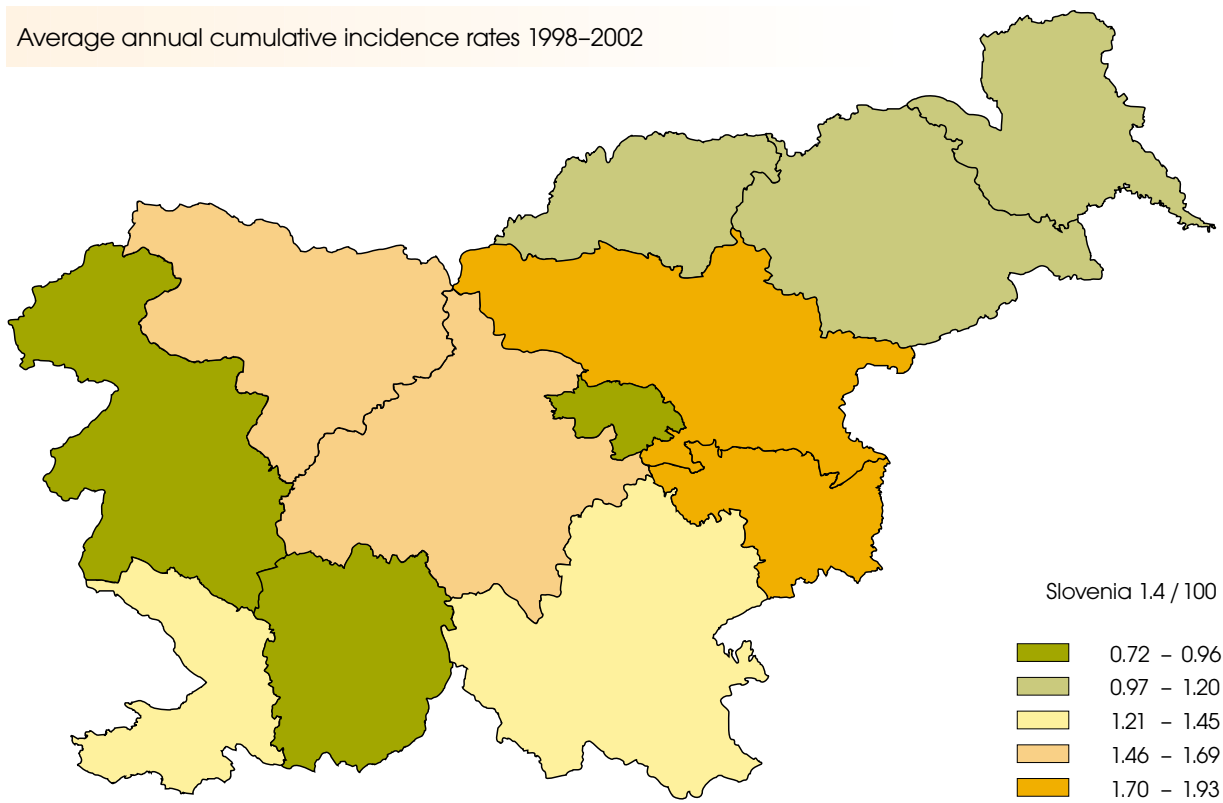 Average annual cumulative incidence rates 1998–2002
Slovenia 1.4 / 100
0.72 – 0.96
0.97 – 1.20
1.21 – 1.45
1.46 – 1.69
1.70 – 1.93